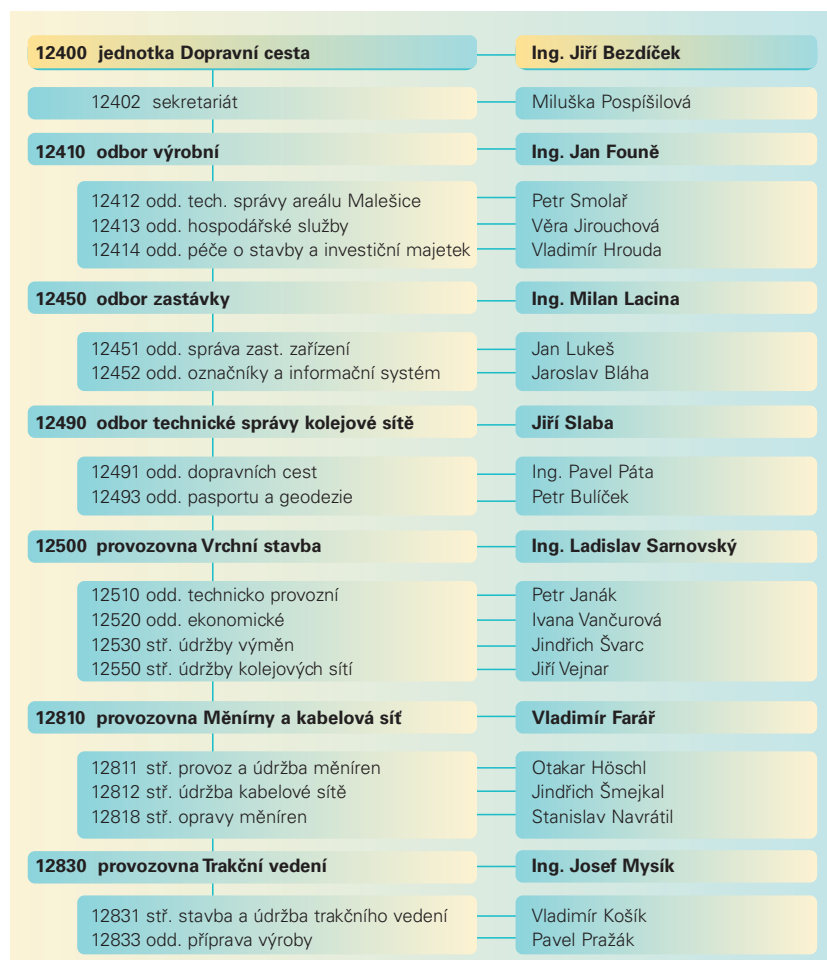 12400 jednotka Dopravní cesta Ing. Jiří Bezdíček
12402 sekretariát Miluška Pospíšilová
12410 odbor výrobní Ing. Jan Founě
12412 odd. tech. správy areálu Malešice Petr Smolař
12413 odd. hospodářské služby Věra Jirouchová
12414 odd. péče o stavby a investiční majetek Vladimír Hrouda
12450 odbor zastávky Ing. Milan Lacina
12451 odd. správa zast. zařízení Jan Lukeš
12452 odd. označníky a informační systém Jaroslav Bláha
12490 odbor technické správy kolejové sítě Jiří Slaba
12491 odd. dopravních cest Ing. Pavel Páta
12493 odd. pasportu a geodezie Petr Bulíček
12500 provozovna Vrchní stavba Ing. Ladislav Sarnovský
12510 odd. technicko provozní Petr Janák
12520 odd. ekonomické Ivana Vančurová
12530 stř. údržby výměn Jindřich Švarc
12550 stř. údržby kolejových sítí Jiří Vejnar
12810 provozovna Měnírny a kabelová síť Vladimír Farář
12811 stř. provoz a údržba měníren Otakar Höschl
12812 stř. údržba kabelové sítě Jindřich Šmejkal
12818 stř. opravy měníren Stanislav Navrátil
12830 provozovna Trakční vedení Ing. Josef Mysík
12831 stř. stavba a údržba trakčního vedení Vladimír Košík
12833 odd. příprava výroby Pavel Pražák